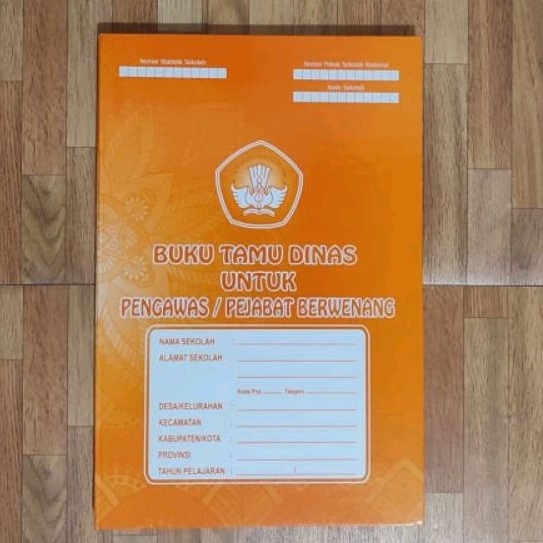 Nomor Statistik Sekolah
Nomor Pokok Sekolah Nasional
Kode Sekolah
BUKU TAMU DINAS
UNTUK
PENGAWAS / PEJABAT BERWENANG
NAMA SEKOLAH :
ALAMAT SEKOLAH :
Kode Pos ........ Telepon ........
DESA/KELURAHAN :
KECAMATAN :
KABUPATEN/KOTA :
PROVINSI :
TAHUN PELAJARAN : /